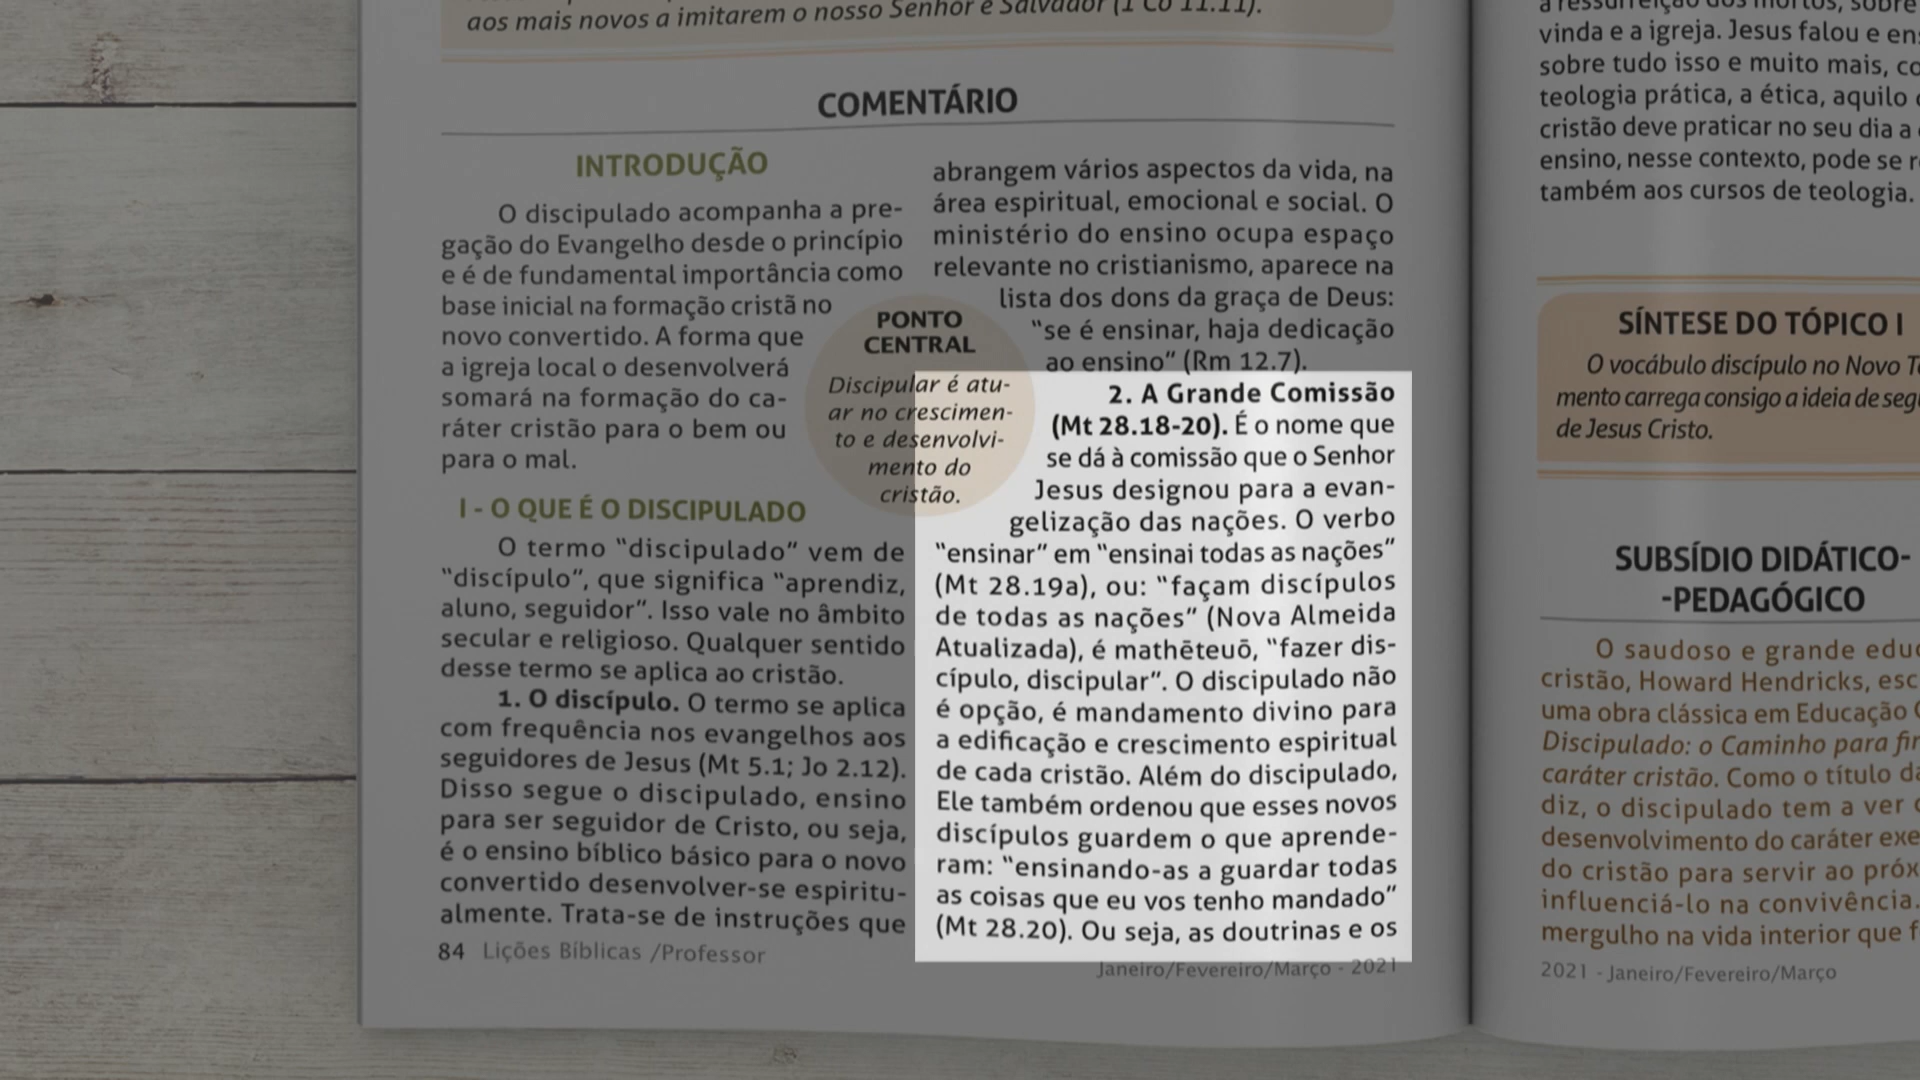 aos mais novos a imitarem o nosso Senhor e Salvador (1 Co 11.11).
COMENTÁRIO
INTRODUÇÃO
O discipulado acompanha a pre-
gação do Evangelho desde o princípio
e é de fundamental importância como
base inicial na formação cristã no
novo convertido. A forma que
a igreja local o desenvolverá
somará na formação do ca-
ráter cristão para o bem ou
para o mal.
I - O QUE É O DISCIPULADO
O termo “discipulado” vem de
“discípulo”, que significa “aprendiz,
aluno, seguidor”. Isso vale no âmbito
secular e religioso. Qualquer sentido
desse termo se aplica ao cristão.
1. O discípulo. O termo se aplica
com frequência nos evangelhos aos
seguidores de Jesus (Mt 5.1; Jo 2.12).
Disso segue o discipulado, ensino
para ser seguidor de Cristo, ou seja,
é o ensino bíblico básico para o novo
convertido desenvolver-se espiritu-
almente. Trata-se de instruções que
PONTO
CENTRAL
Discipular é atu-
ar no crescimen-
to e desenvolvi-
mento do
cristão.
abrangem vários aspectos da vida, na
área espiritual, emocional e social. O
ministério do ensino ocupa espaço
relevante no cristianismo, aparece na
lista dos dons da graça de Deus:
“se é ensinar, haja dedicação
ao ensino” (Rm 12.7).
2. A Grande Comissão
(Mt 28.18-20). É o nome que
se dá à comissão que o Senhor
Jesus designou para a evan-
gelização das nações. O verbo
“ensinar” em “ensinai todas as nações”
(Mt 28.19a), ou: “façam discípulos
de todas as nações” (Nova Almeida
Atualizada), é mathēteuō, “fazer dis-
cípulo, discipular”. O discipulado não
é opção, é mandamento divino para
a edificação e crescimento espiritual
de cada cristão. Além do discipulado,
Ele também ordenou que esses novos
discípulos guardem o que aprende-
ram: “ensinando-as a guardar todas
as coisas que eu vos tenho mandado”
(Mt 28.20). Ou seja, as doutrinas e os
84 Lições Bíblicas /Professor
Janeiro/Fevereiro/Março - 2021
a ressurreição dos mortos, sobre
vinda e a igreja. Jesus falou e
sobre tudo isso e muito mais,
teologia prática, a ética, aquilo
cristão deve praticar no seu dia a
ensino, nesse contexto, pode se
também aos cursos de teologia.
SÍNTESE DO TÓPICO I
O vocábulo discípulo no Novo
mento carrega consigo a ideia de
de Jesus Cristo.
SUBSÍDIO DIDÁTICO-
-PEDAGÓGICO
O saudoso e grande
cristão, Howard Hendricks,
uma obra clássica em Educação
Discipulado: o Caminho para
caráter cristão. Como o título
diz, o discipulado tem a ver
desenvolvimento do caráter
do cristão para servir ao
influenciá-lo na convivência.
mergulho na vida interior que
2021 - Janeiro/Fevereiro/Março